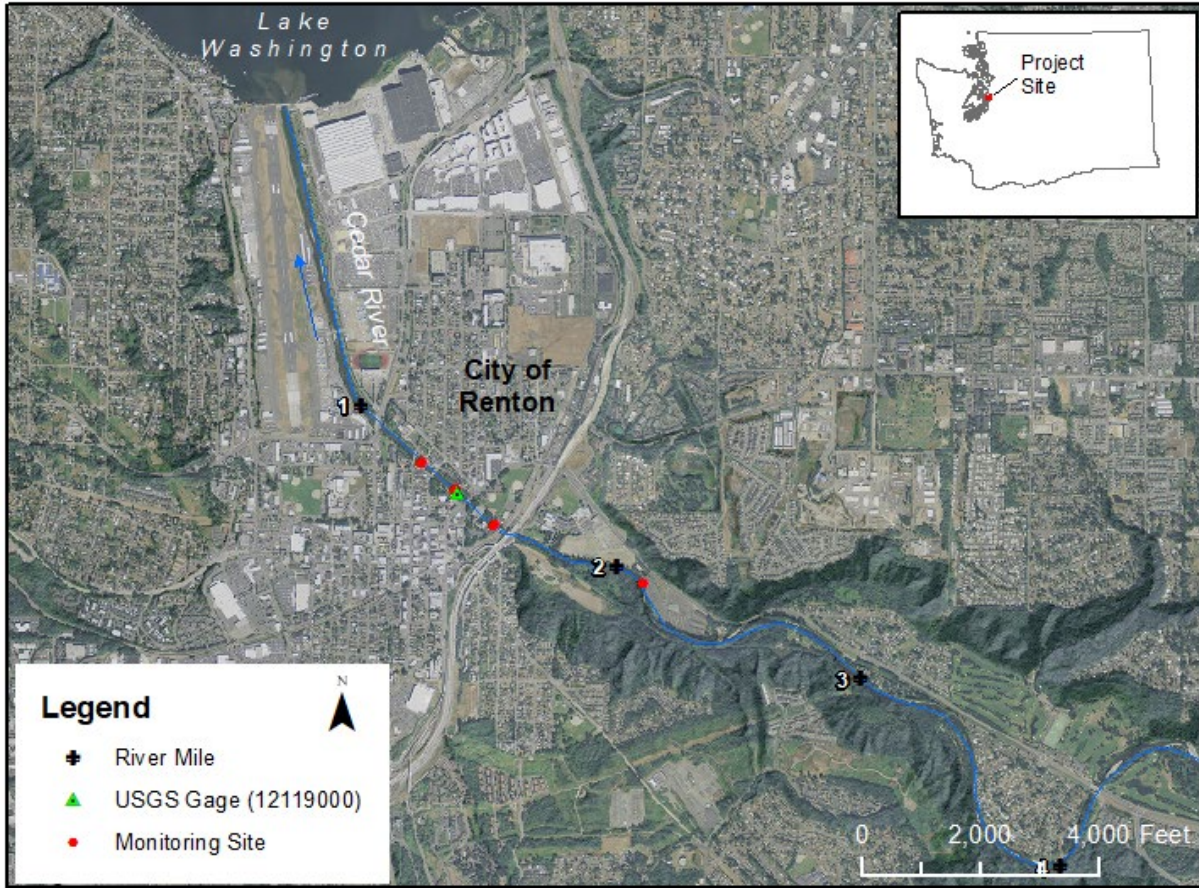 Lake
Washington
Project
Site
Cedar River
City of
Renton
1
2
3
4
N
Legend
River Mile
USGS Gage (12119000)
Monitoring Site
0 2,000 4,000 Feet